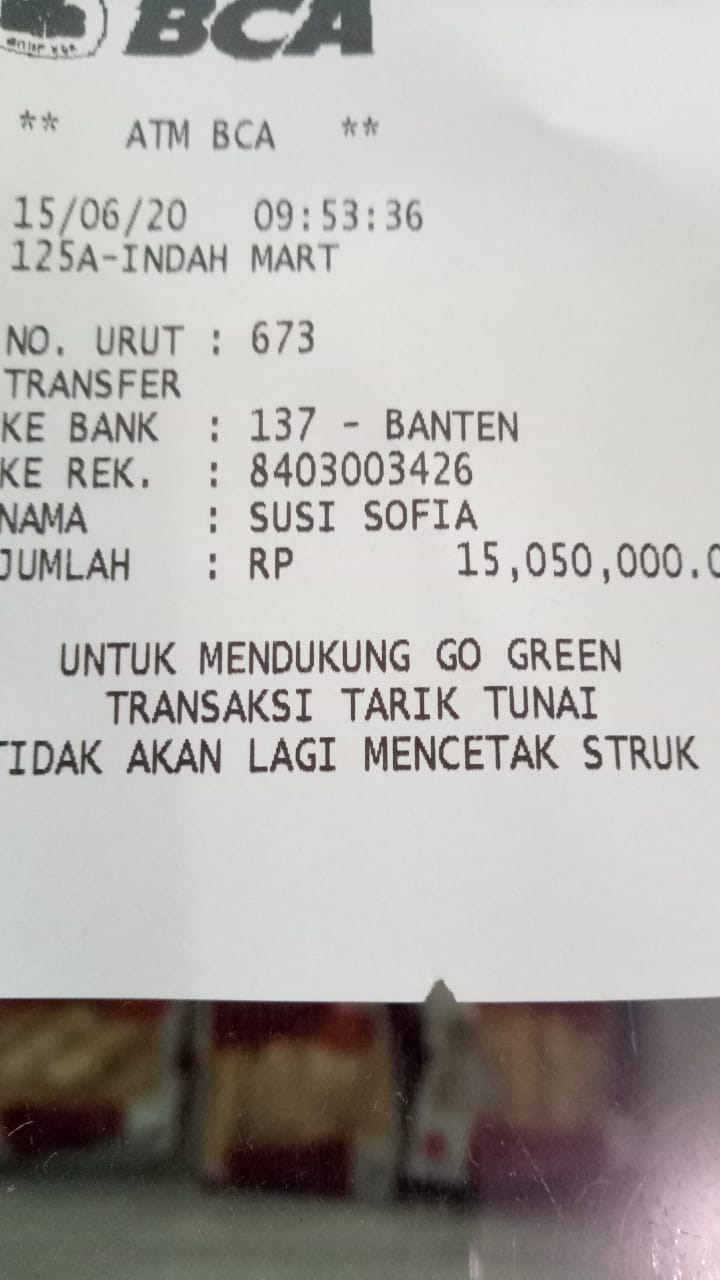 BCA
** ATM BCA **
15/06/20 09:53:36
125A-INDAH MART
NO. URUT : 673
TRANSFER
KE BANK : 137 - BANTEN
KE REK. : 8403003426
NAMA : SUSI SOFIA
JUMLAH : RP 15,050,000.0
UNTUK MENDUKUNG GO GREEN
TRANSAKSI TARIK TUNAI
TIDAK AKAN LAGI MENCETAK STRUK